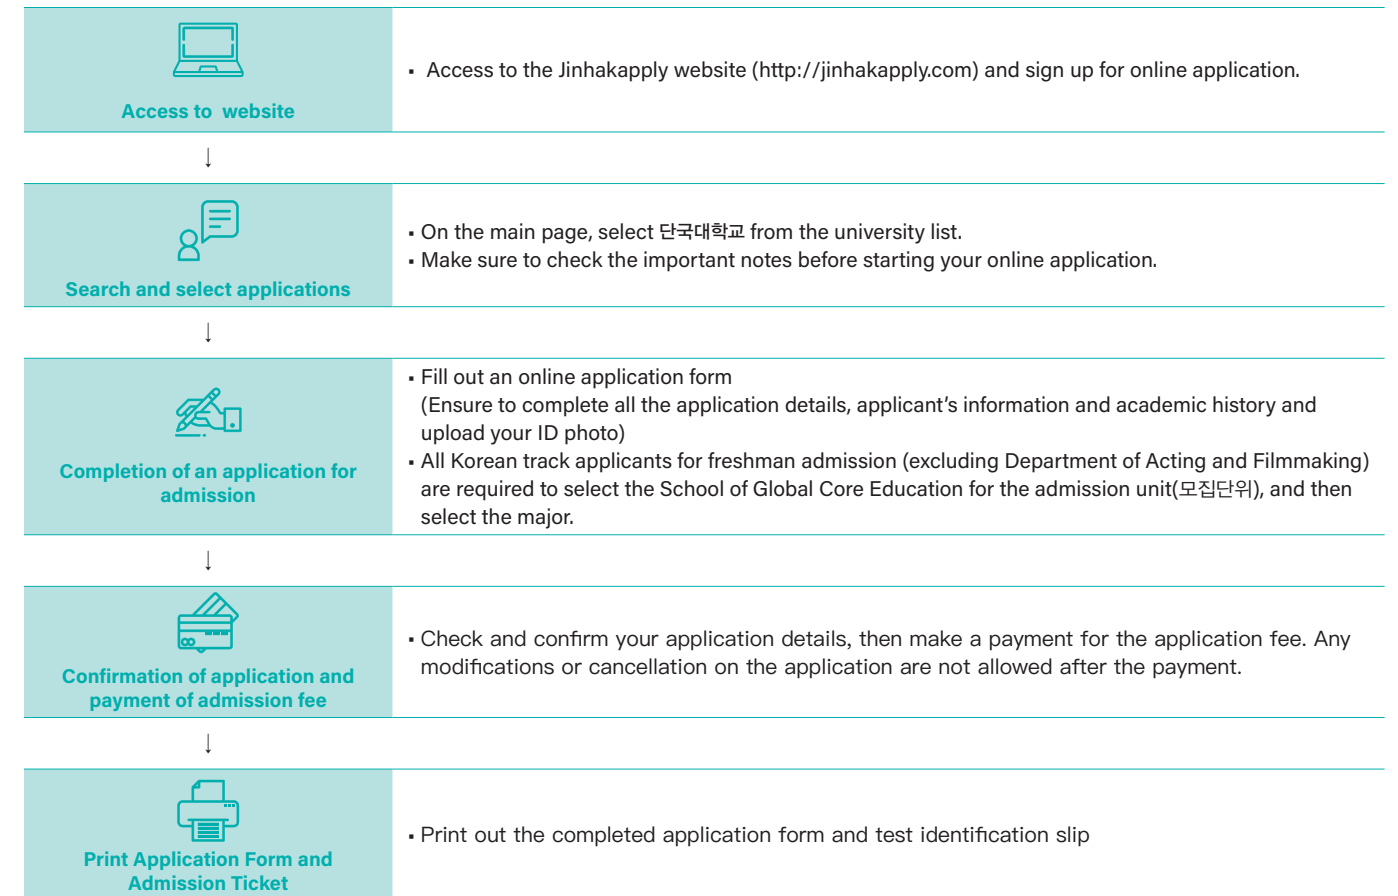 Access to website
▪ Access to the Jinhakapply website (http://jinhakapply.com) and sign up for online application.
↓
Search and select applications
▪ On the main page, select 단국대학교 from the university list.
▪ Make sure to check the important notes before starting your online application.
↓
Completion of an application for
admission
▪ Fill out an online application form
(Ensure to complete all the application details, applicant's information and academic history and
upload your ID photo)
▪ All Korean track applicants for freshman admission (excluding Department of Acting and Filmmaking)
are required to select the School of Global Core Education for the admission unit(모집단위), and then
select the major.
↓
Confirmation of application and
payment of admission fee
▪ Check and confirm your application details, then make a payment for the application fee. Any
modifications or cancellation on the application are not allowed after the payment.
↓
Print Application Form and
Admission Ticket
▪ Print out the completed application form and test identification slip